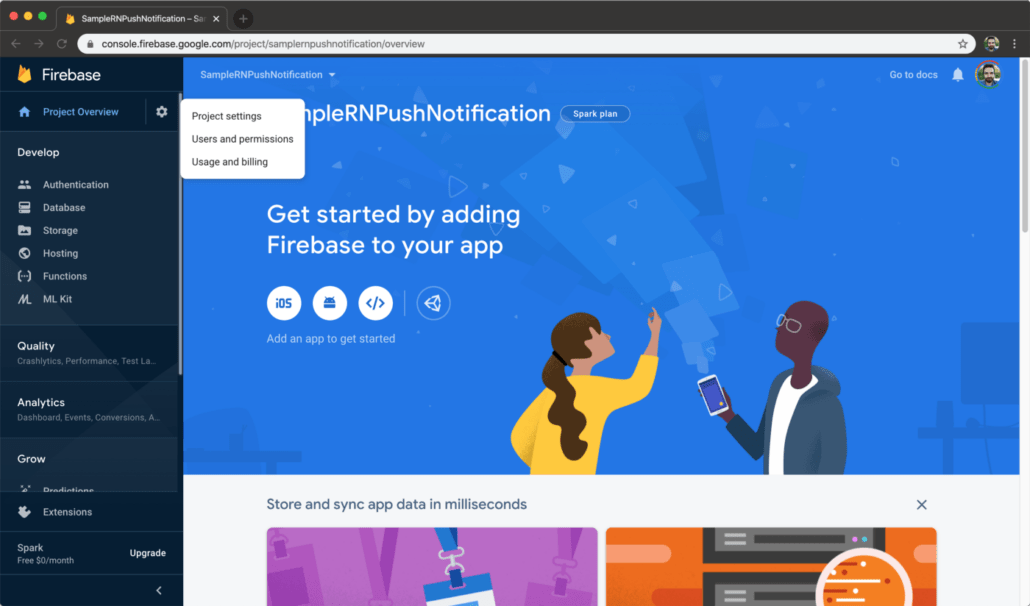 SampleRNPushNotification – Sa
console.firebase.google.com/project/samplernpushnotification/overview
Firebase
SampleRNPushNotification
Go to docs
Project Overview
Project settings
Users and permissions
Usage and billing
mpleRNPushNotification
Spark plan
Develop
Authentication
Database
Storage
Hosting
Functions
ML Kit
Get started by adding
Firebase to your app
iOS
Add an app to get started
Quality
Crashlytics, Performance, Test La...
Analytics
Dashboard, Events, Conversions, A...
Grow
Predictions
Extensions
Spark
Free $0/month
Upgrade
Store and sync app data in milliseconds